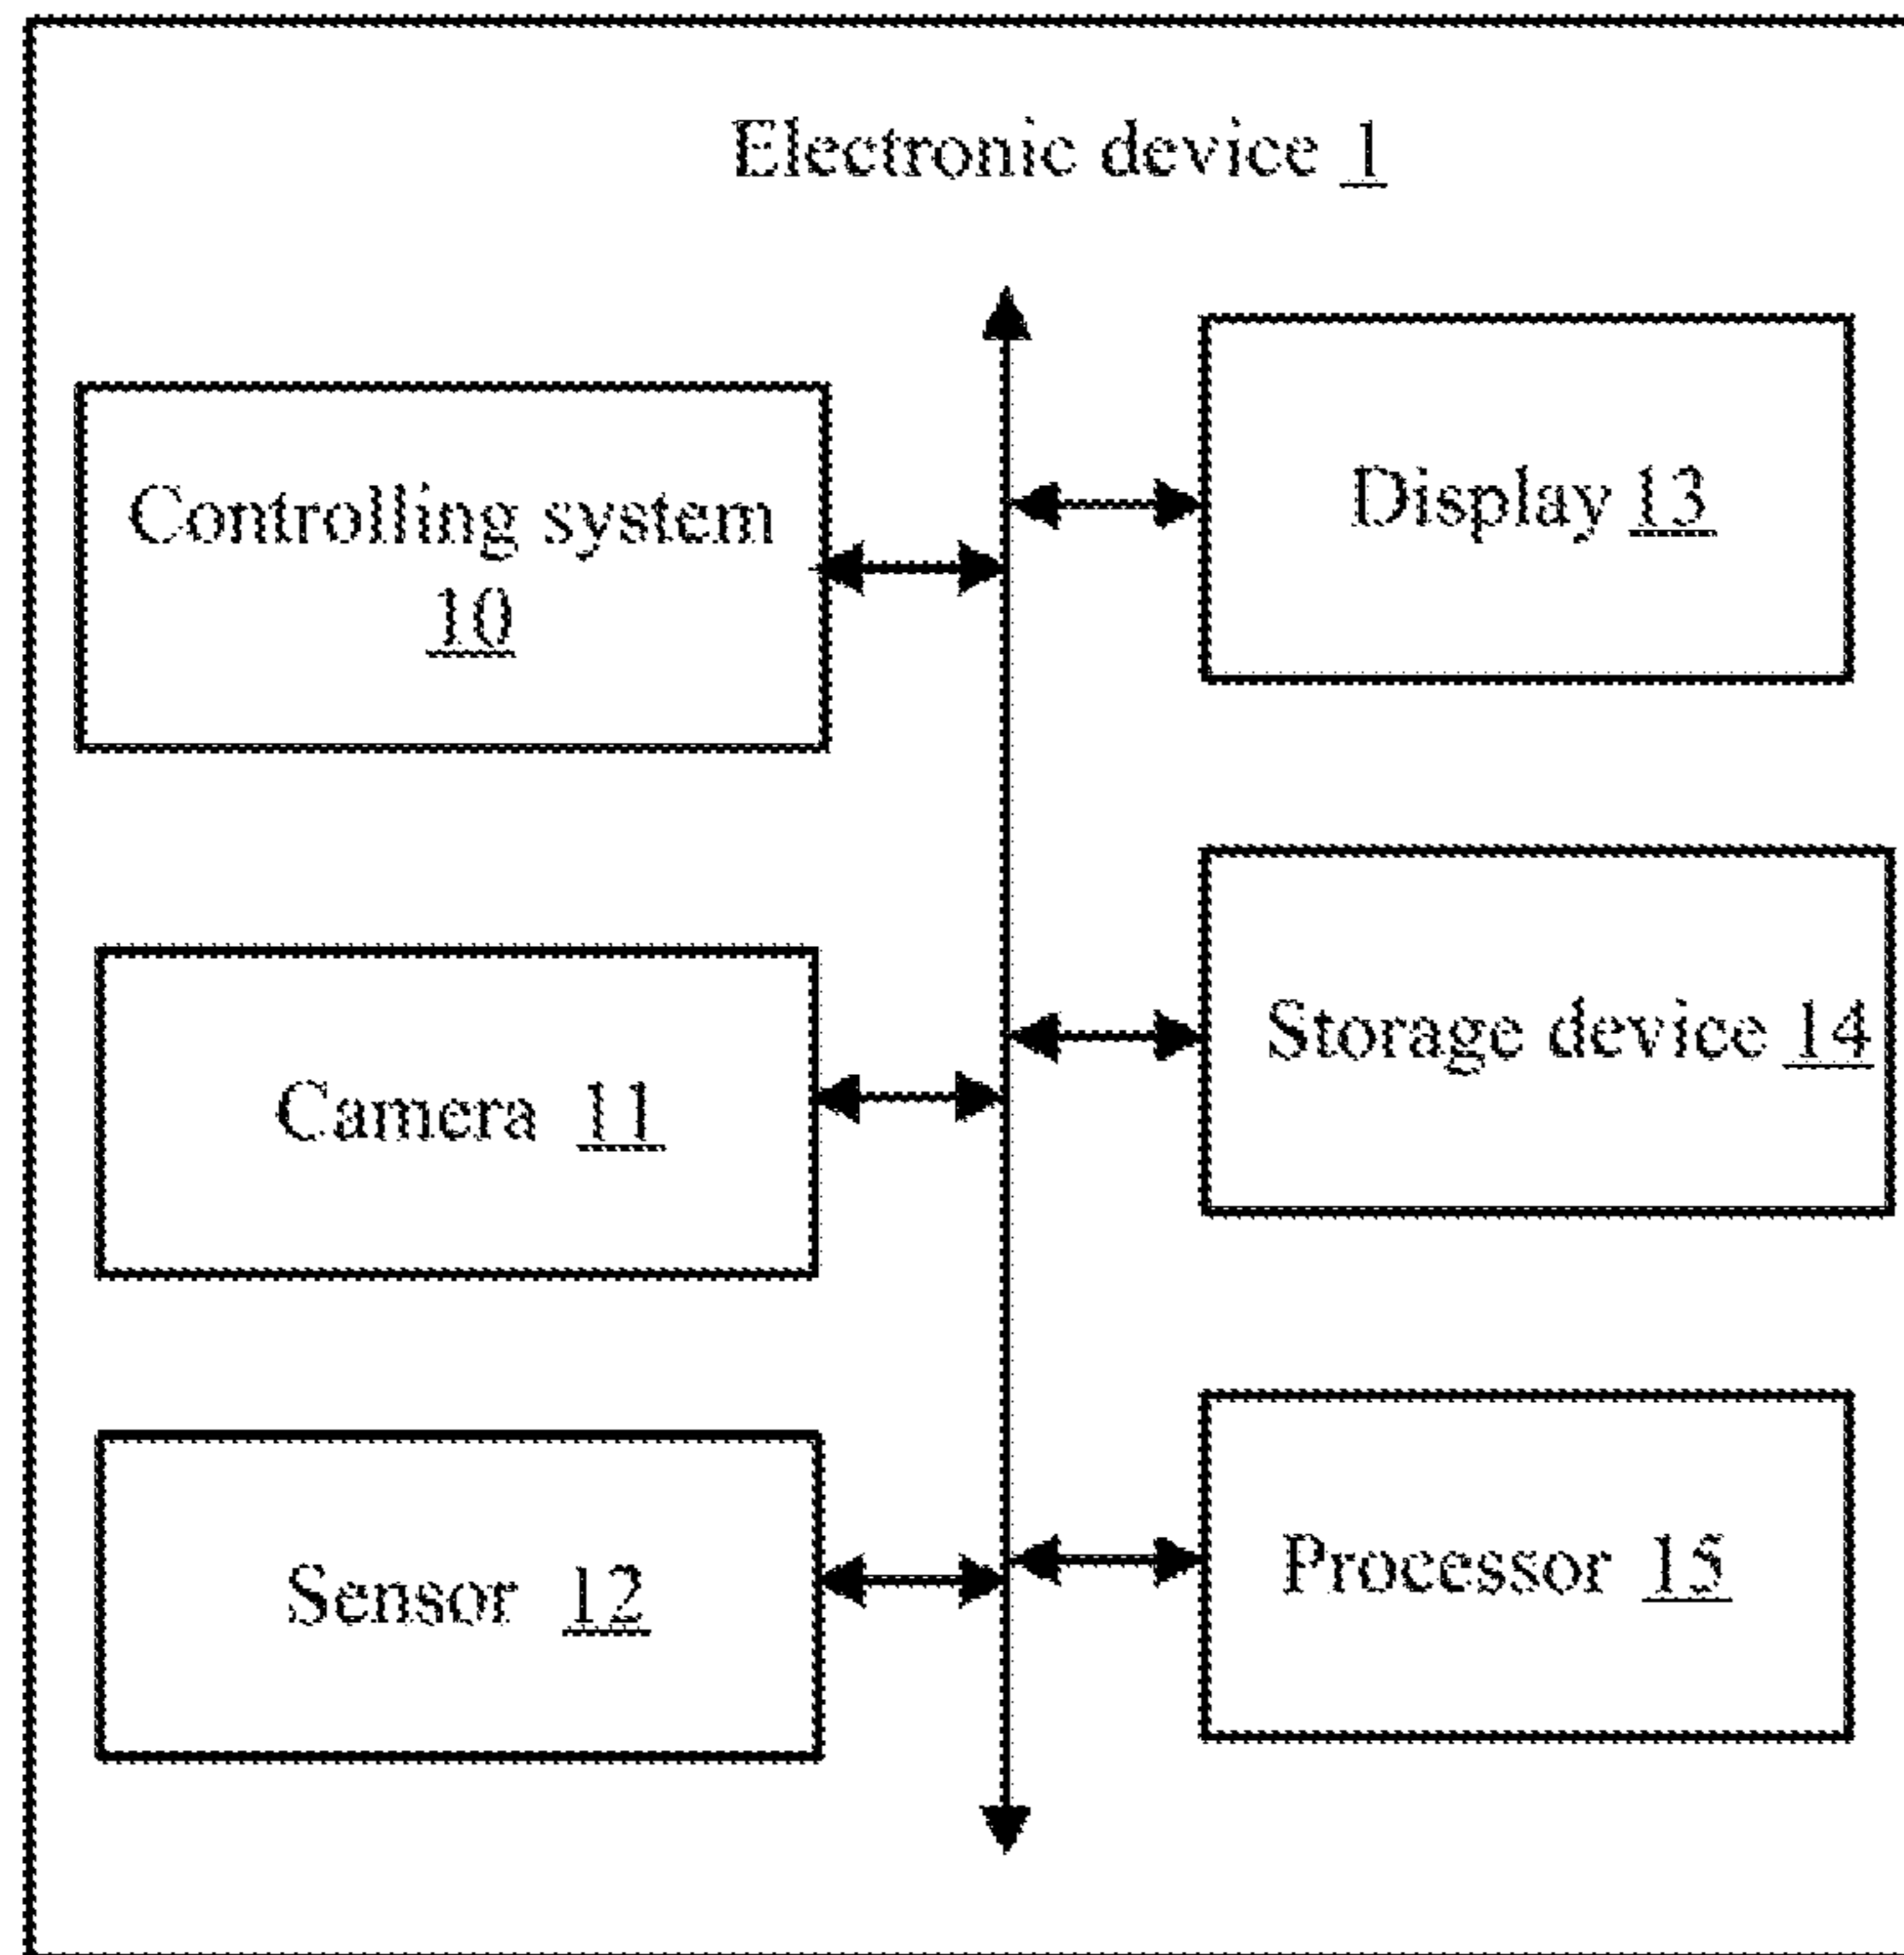 Electronic device 1
Controlling system
10
Display 13
Camera 11
Storage device 14
Sensor 12
Processor 15